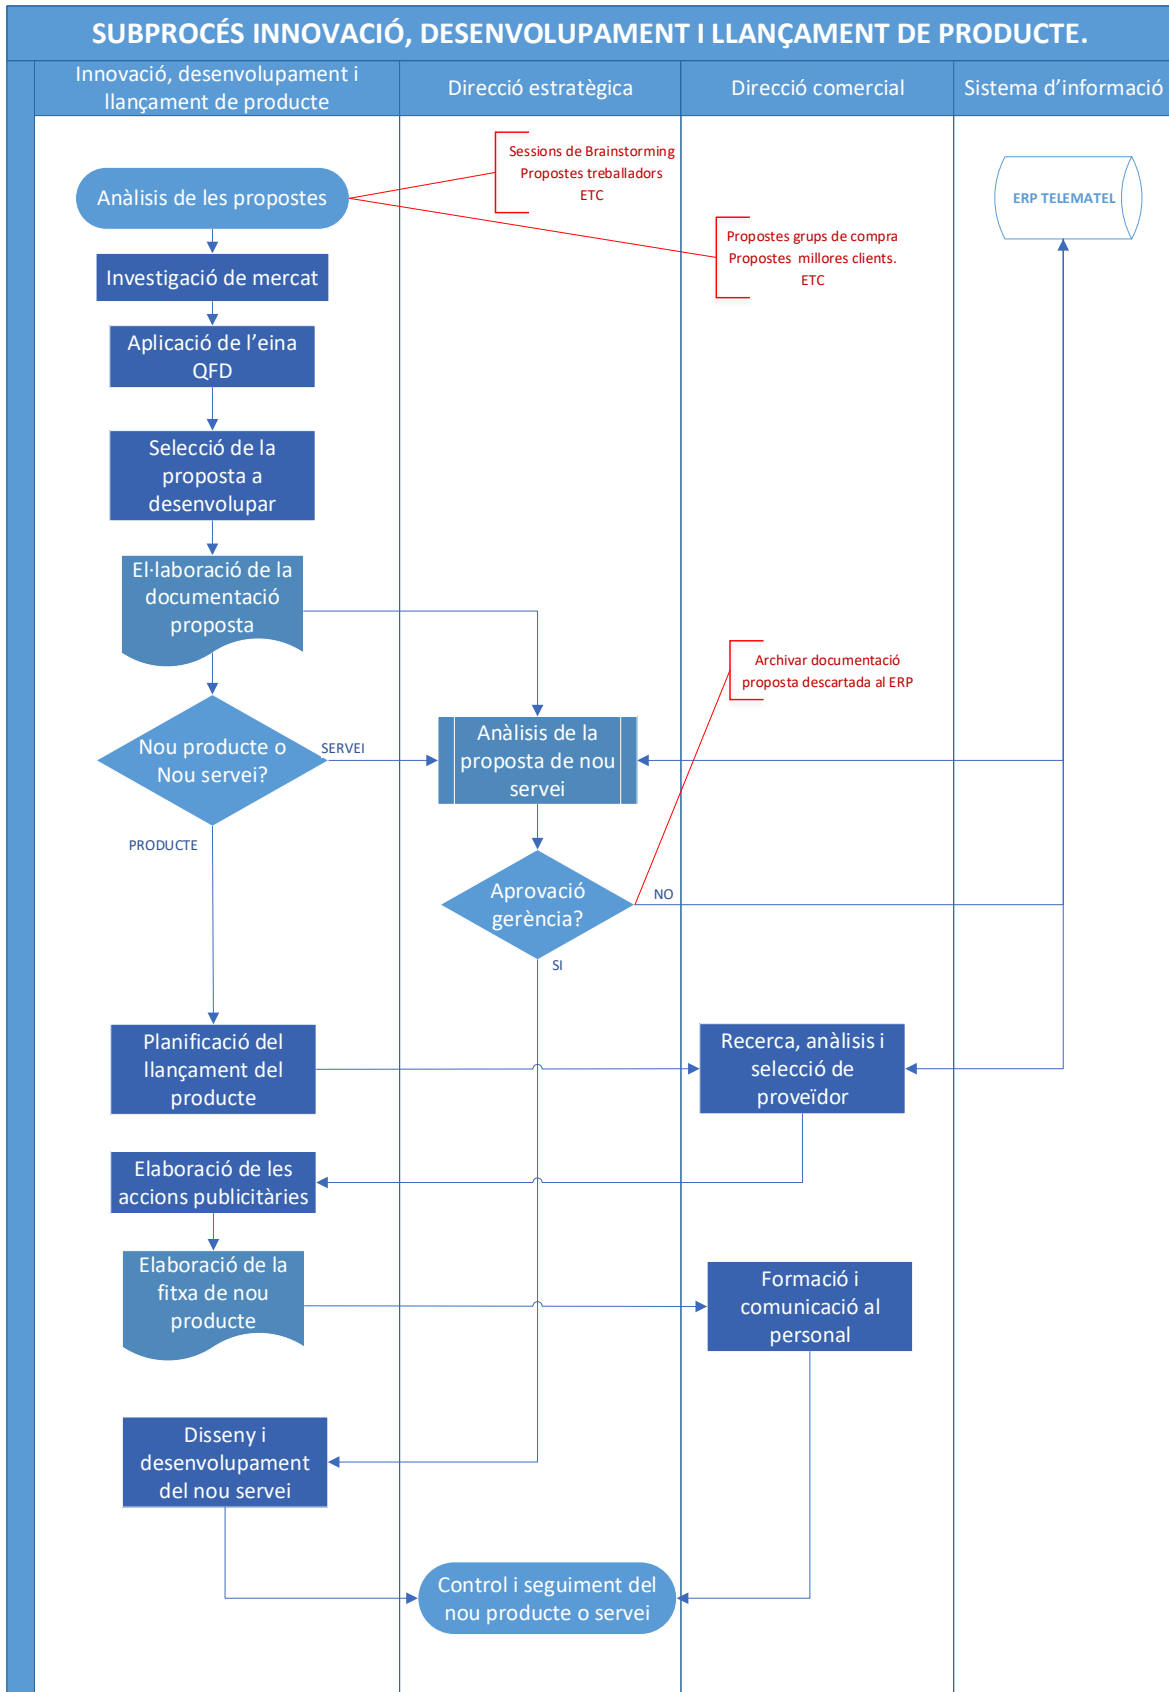 SUBPROCÉS INNOVACIÓ, DESENVOLUPAMENT I LLANÇAMENT DE PRODUCTE.
Innovació, desenvolupament i
llançament de producte
Direcció estratègica
Direcció comercial
Sistema d'informació
Sessions de Brainstorming
Propostes treballadors
ETC
Anàlisis de les propostes
ERP TELEMATEL
Propostes grups de compra
Propostes  millores clients.
ETC
Investigació de mercat
Aplicació de l'eina
QFD
Selecció de la
proposta a
desenvolupar
El·laboració de la
documentació
proposta
Archivar documentació
proposta descartada al ERP
Nou producte o
Nou servei?
SERVEI
Anàlisis de la
proposta de nou
servei
PRODUCTE
Aprovació
gerència?
NO
SI
Planificació del
llançament del
producte
Recerca, anàlisis i
selecció de
proveïdor
Elaboració de les
accions publicitàries
Elaboració de la
fitxa de nou
producte
Formació i
comunicació al
personal
Disseny i
desenvolupament
del nou servei
Control i seguiment del
nou producte o servei